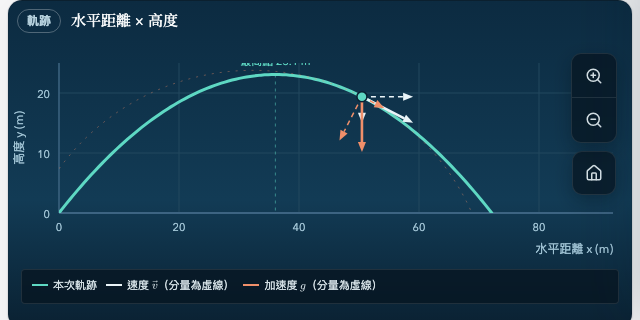 軌跡 水平距離 × 高度
高度 y (m)
20
10
0
0 20 40 60 80
水平距離 x (m)
本次軌跡 速度 v⃗（分量為虛線） 加速度 g（分量為虛線）